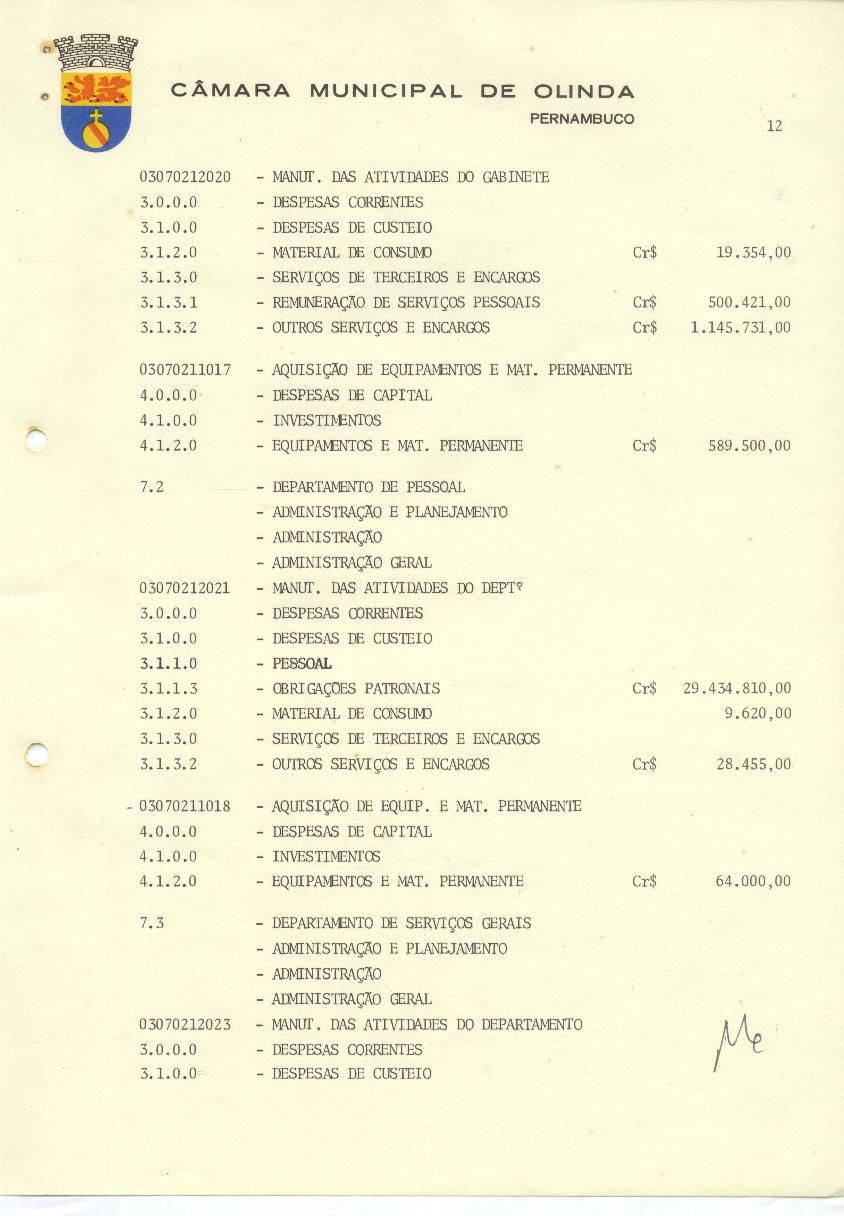 CÂMARA MUNICIPAL DE OLINDA
PERNAMBUCO
12
03070212020 - MANUT. DAS ATIVIDADES DO GABINETE
3.0.0.0 - DESPESAS CORRENTES
3.1.0.0 - DESPESAS DE CUSTEIO
3.1.2.0 - MATERIAL DE CONSUMO Cr$ 19.354,00
3.1.3.0 - SERVIÇOS DE TERCEIROS E ENCARGOS
3.1.3.1 - REMUNERAÇÃO DE SERVIÇOS PESSOAIS Cr$ 500.421,00
3.1.3.2 - OUTROS SERVIÇOS E ENCARGOS Cr$ 1.145.731,00
03070211017 - AQUISIÇÃO DE EQUIPAMENTOS E MAT. PERMANENTE
4.0.0.0 - DESPESAS DE CAPITAL
4.1.0.0 - INVESTIMENTOS
4.1.2.0 - EQUIPAMENTOS E MAT. PERMANENTE Cr$ 589.500,00
7.2 - DEPARTAMENTO DE PESSOAL
- ADMINISTRAÇÃO E PLANEJAMENTO
- ADMINISTRAÇÃO
- ADMINISTRAÇÃO GERAL
03070212021 - MANUT. DAS ATIVIDADES DO DEPTº
3.0.0.0 - DESPESAS CORRENTES
3.1.0.0 - DESPESAS DE CUSTEIO
3.1.1.0 - PESSOAL
3.1.1.3 - OBRIGAÇÕES PATRONAIS Cr$ 29.434.810,00
3.1.2.0 - MATERIAL DE CONSUMO 9.620,00
3.1.3.0 - SERVIÇOS DE TERCEIROS E ENCARGOS
3.1.3.2 - OUTROS SERVIÇOS E ENCARGOS Cr$ 28.455,00
- 03070211018 - AQUISIÇÃO DE EQUIP. E MAT. PERMANENTE
4.0.0.0 - DESPESAS DE CAPITAL
4.1.0.0 - INVESTIMENTOS
4.1.2.0 - EQUIPAMENTOS E MAT. PERMANENTE Cr$ 64.000,00
7.3 - DEPARTAMENTO DE SERVIÇOS GERAIS
- ADMINISTRAÇÃO E PLANEJAMENTO
- ADMINISTRAÇÃO
- ADMINISTRAÇÃO GERAL
03070212023 - MANUT. DAS ATIVIDADES DO DEPARTAMENTO
3.0.0.0 - DESPESAS CORRENTES
3.1.0.0 - DESPESAS DE CUSTEIO